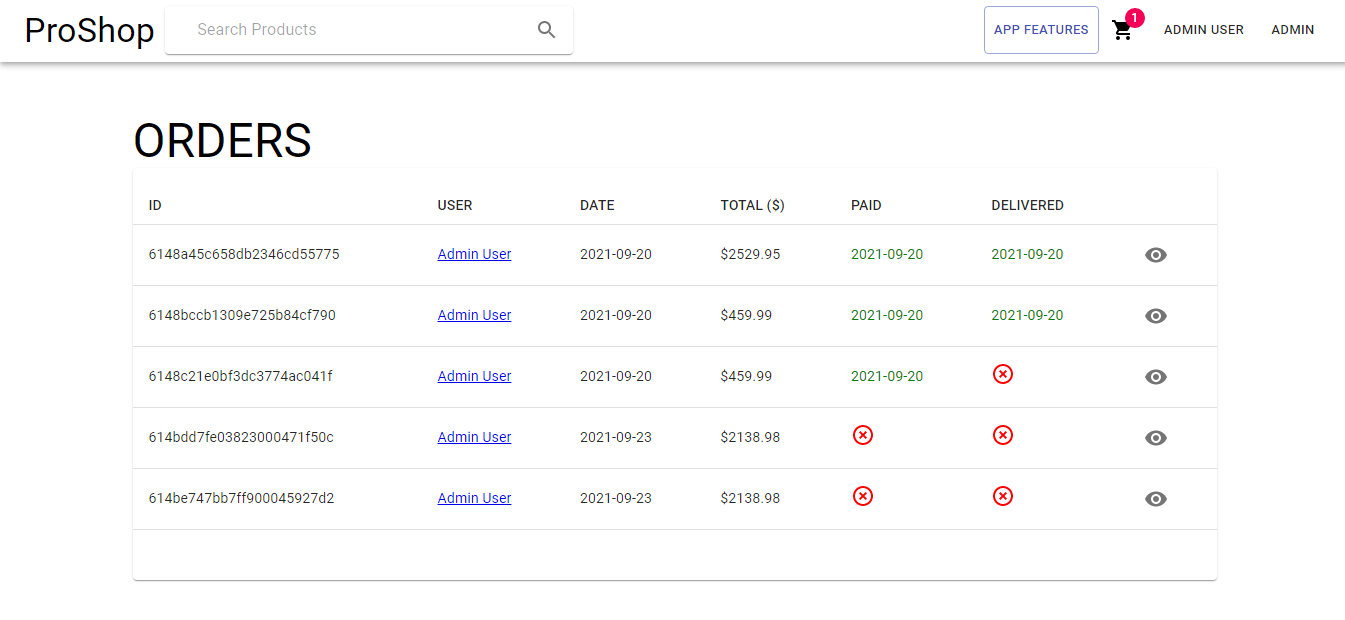 ProShop Search Products APP FEATURES 1 ADMIN USER ADMIN
ORDERS
ID USER DATE TOTAL ($) PAID DELIVERED
6148a45c658db2346cd55775 Admin User 2021-09-20 $2529.95 2021-09-20 2021-09-20
6148bccb1309e725b84cf790 Admin User 2021-09-20 $459.99 2021-09-20 2021-09-20
6148c21e0bf3dc3774ac041f Admin User 2021-09-20 $459.99 2021-09-20
614bdd7fe03823000471f50c Admin User 2021-09-23 $2138.98
614be747bb7ff900045927d2 Admin User 2021-09-23 $2138.98